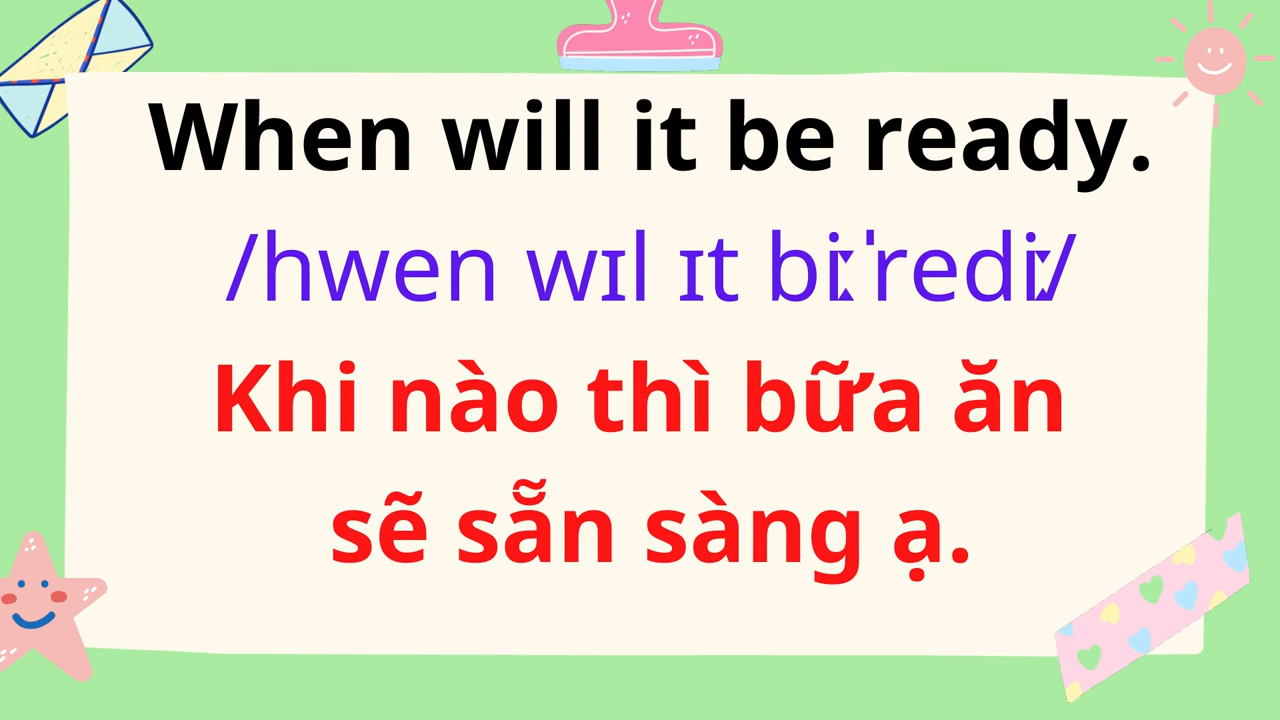 When will it be ready.
/hwen wɪl ɪt biːˈrediː/
Khi nào thì bữa ăn
sẽ sẵn sàng ạ.